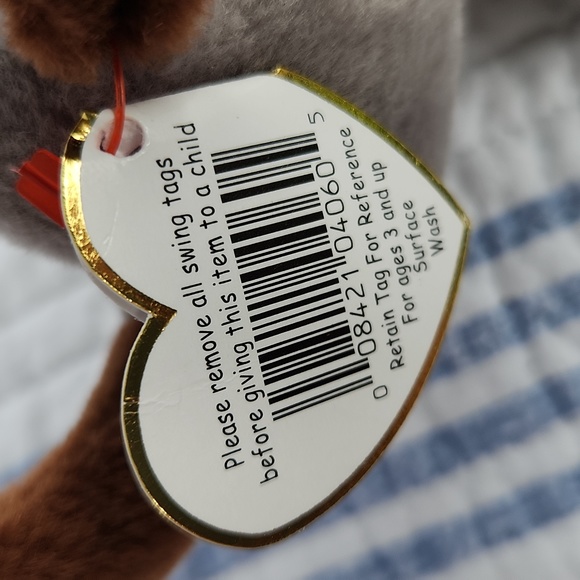 Please remove all swing tags
before giving this item to a child
0 08421 04060 5
Retain Tag For Reference
For ages 3 and up
Surface
Wash